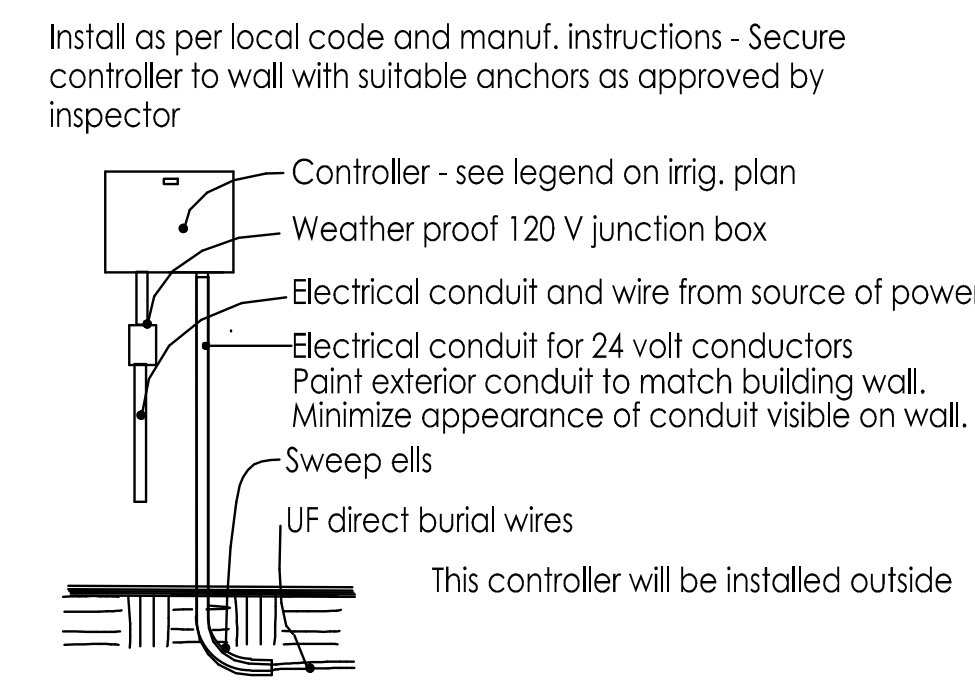 Install as per local code and manuf. instructions - Secure
controller to wall with suitable anchors as approved by
inspector
Controller - see legend on irrig. plan
Weather proof 120 V junction box
Electrical conduit and wire from source of power
Electrical conduit for 24 volt conductors
Paint exterior conduit to match building wall.
Minimize appearance of conduit visible on wall.
Sweep ells
UF direct burial wires
This controller will be installed outside